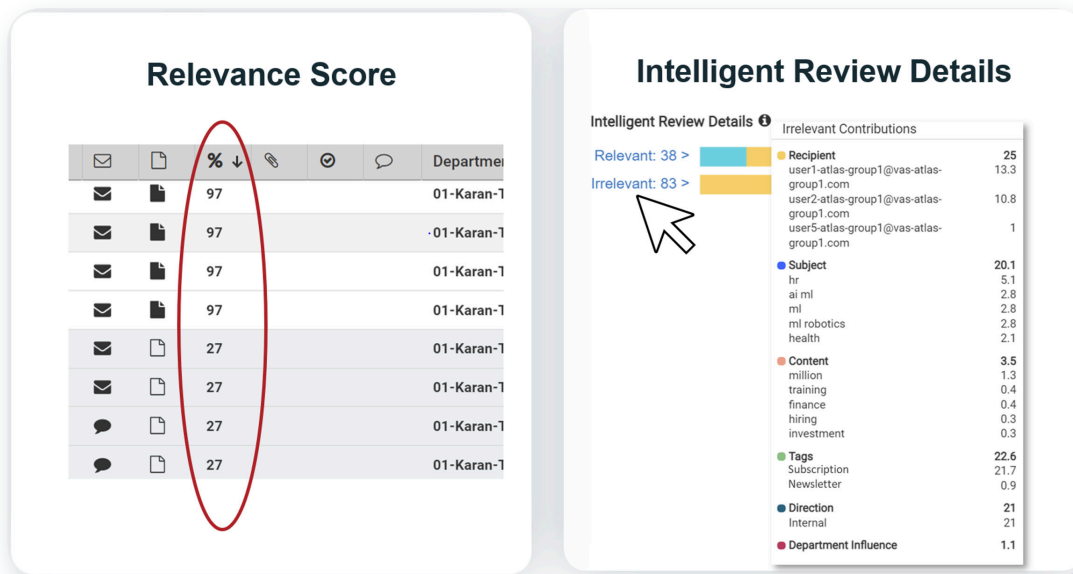 Relevance Score
% ↓ Departmer
97 01-Karan-T
97 01-Karan-T
97 01-Karan-T
97 01-Karan-T
27 01-Karan-T
27 01-Karan-T
27 01-Karan-T
27 01-Karan-T
Intelligent Review Details
Intelligent Review Details
Relevant: 38 >
Irrelevant: 83 >
Irrelevant Contributions
Recipient 25
user1-atlas-group1@vas-atlas- 13.3
group1.com
user2-atlas-group1@vas-atlas- 10.8
group1.com
user5-atlas-group1@vas-atlas- 1
group1.com
Subject 20.1
hr 5.1
ai ml 2.8
ml 2.8
ml robotics 2.8
health 2.1
Content 3.5
million 1.3
training 0.4
finance 0.4
hiring 0.3
investment 0.3
Tags 22.6
Subscription 21.7
Newsletter 0.9
Direction 21
Internal 21
Department Influence 1.1